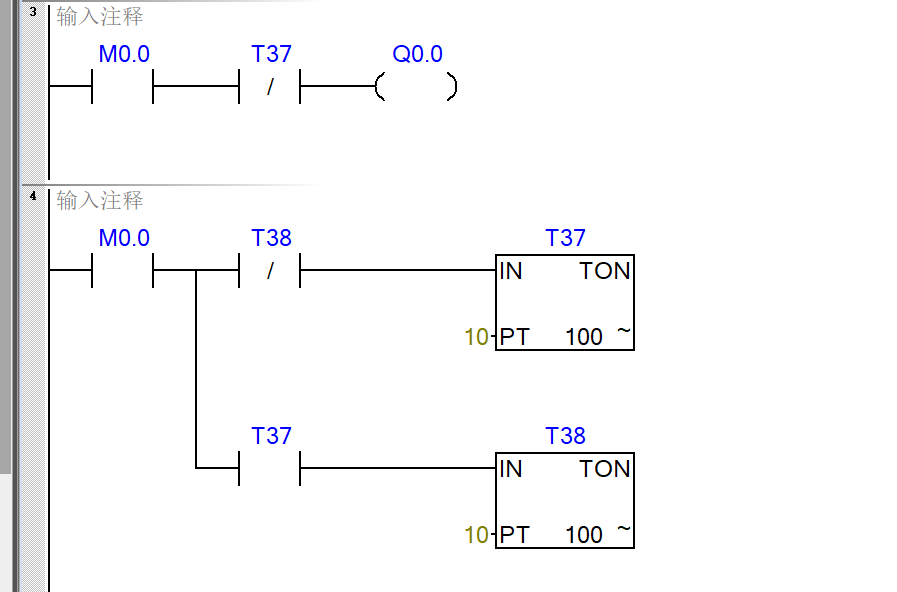 3 输入注释
M0.0 T37 Q0.0
/
4 输入注释
M0.0 T38 T37
/ IN TON
10 PT 100 ~
T37 T38
IN TON
10 PT 100 ~